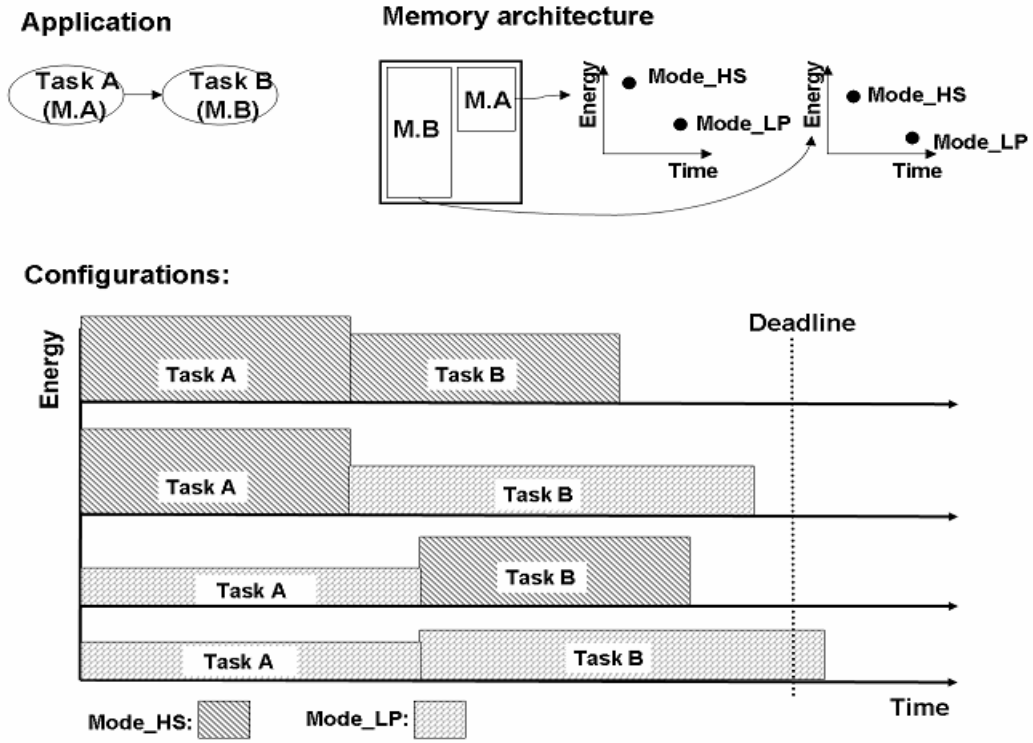 Application
Memory architecture
Task A
(M.A)
Task B
(M.B)
M.B
M.A
Energy
Mode_HS
Mode_LP
Time
Energy
Mode_HS
Mode_LP
Time
Configurations:
Deadline
Energy
Task A
Task B
Task A
Task B
Task A
Task B
Task A
Task B
Time
Mode_HS:
Mode_LP: